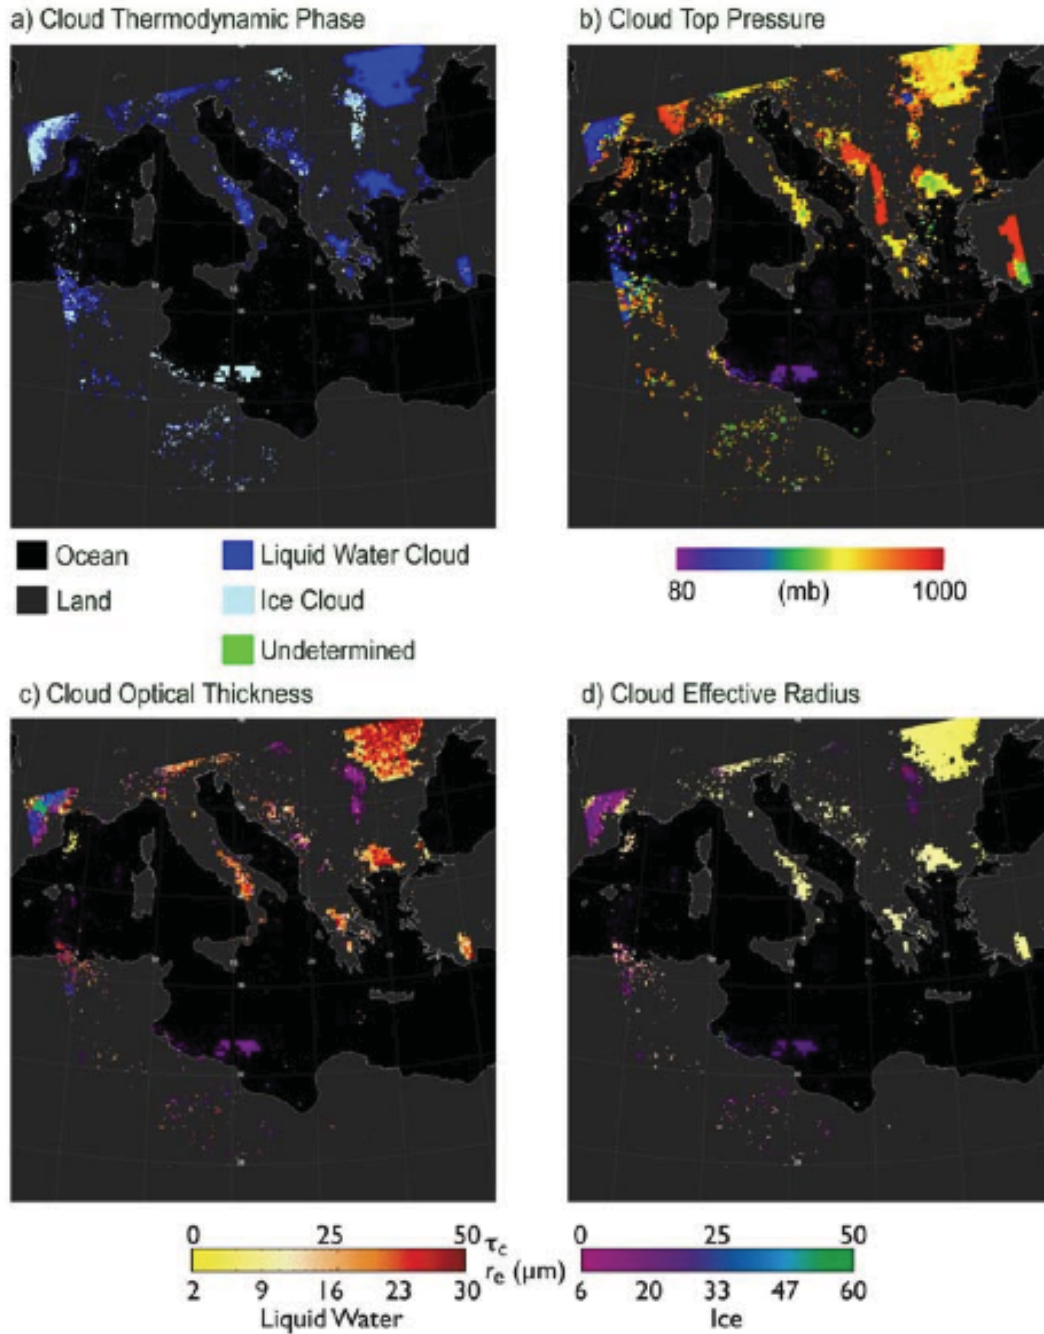 a) Cloud Thermodynamic Phase
b) Cloud Top Pressure
Ocean
Liquid Water Cloud
Land
Ice Cloud
Undetermined
80 (mb) 1000
c) Cloud Optical Thickness
d) Cloud Effective Radius
0 25 50 τc
2 9 16 23 30 re (μm)
Liquid Water
0 25 50
6 20 33 47 60
Ice